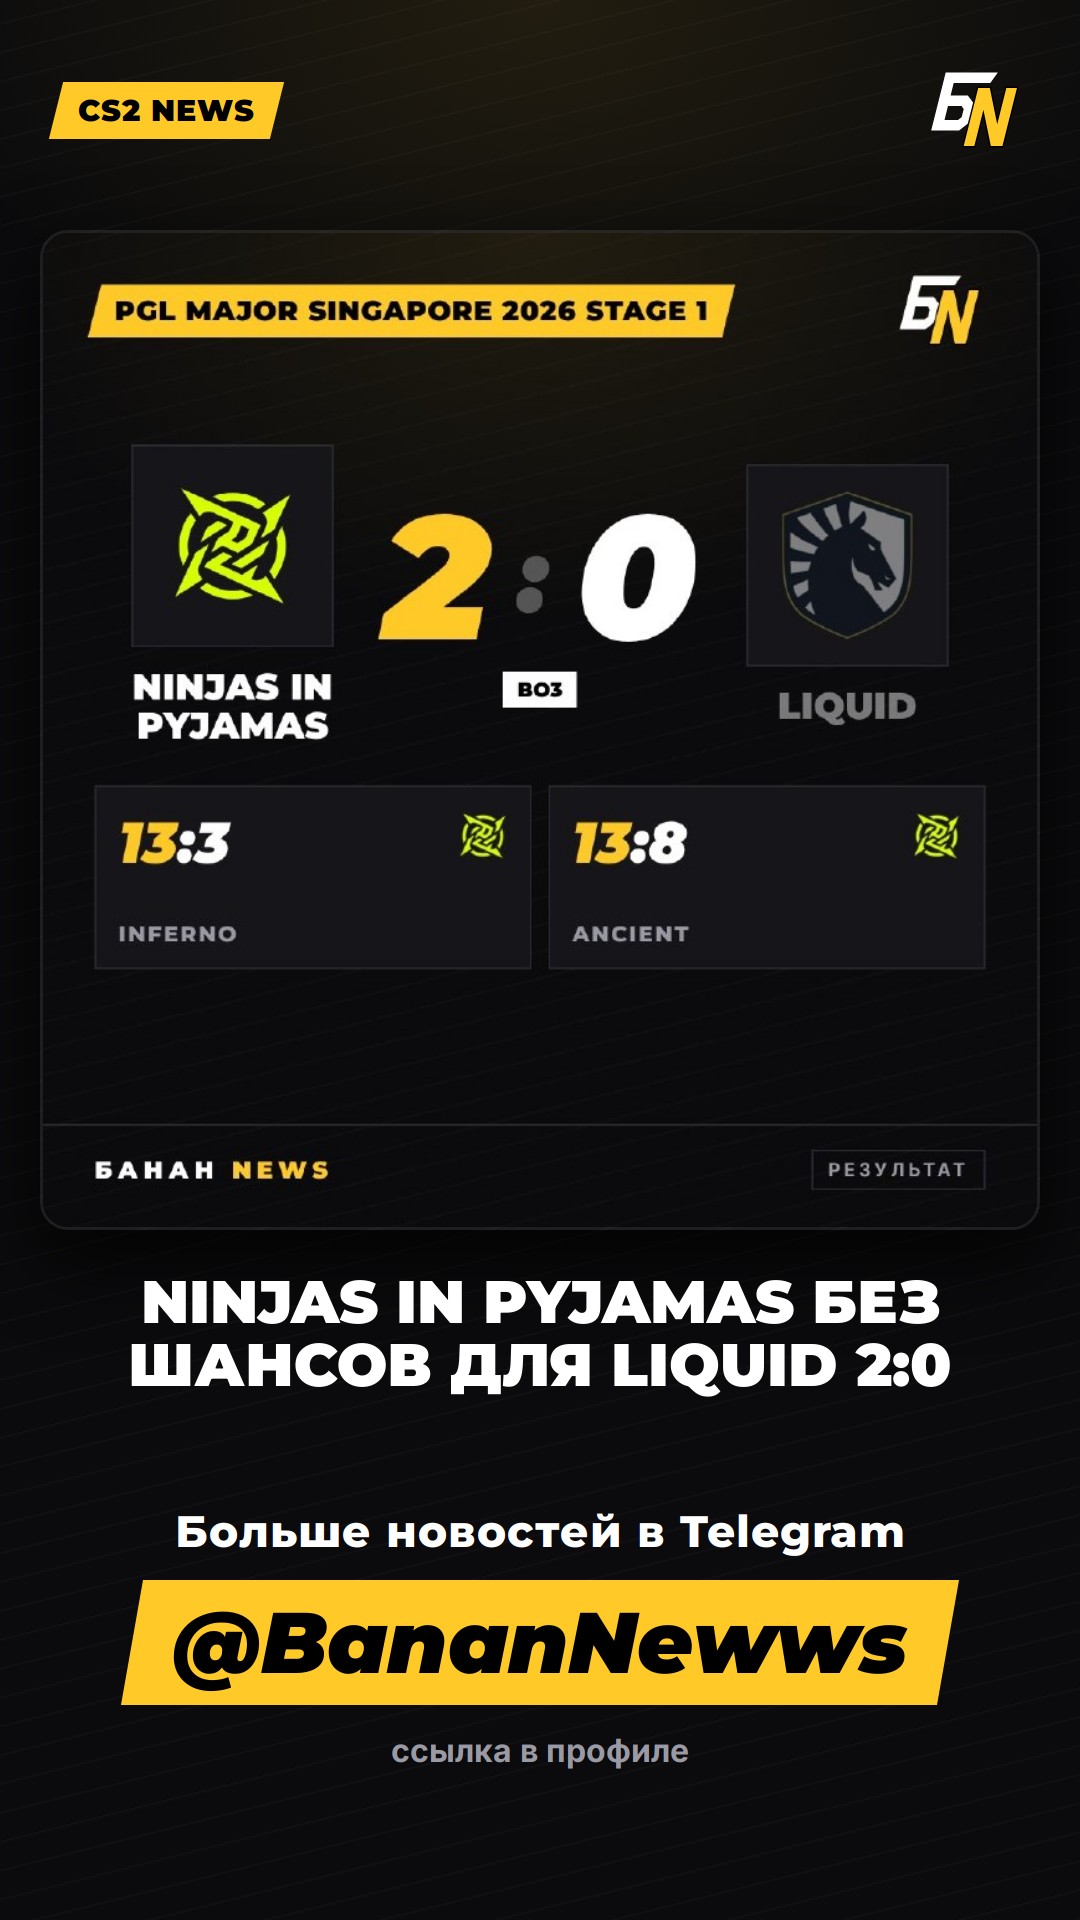 CS2 NEWS
БN
PGL MAJOR SINGAPORE 2026 STAGE 1
БN
2:0
NINJAS IN
PYJAMAS
BO3
LIQUID
13:3
13:8
INFERNO
ANCIENT
БАНАН NEWS
РЕЗУЛЬТАТ
NINJAS IN PYJAMAS БЕЗ
ШАНСОВ ДЛЯ LIQUID 2:0
Больше новостей в Telegram
@BananNewws
ссылка в профиле